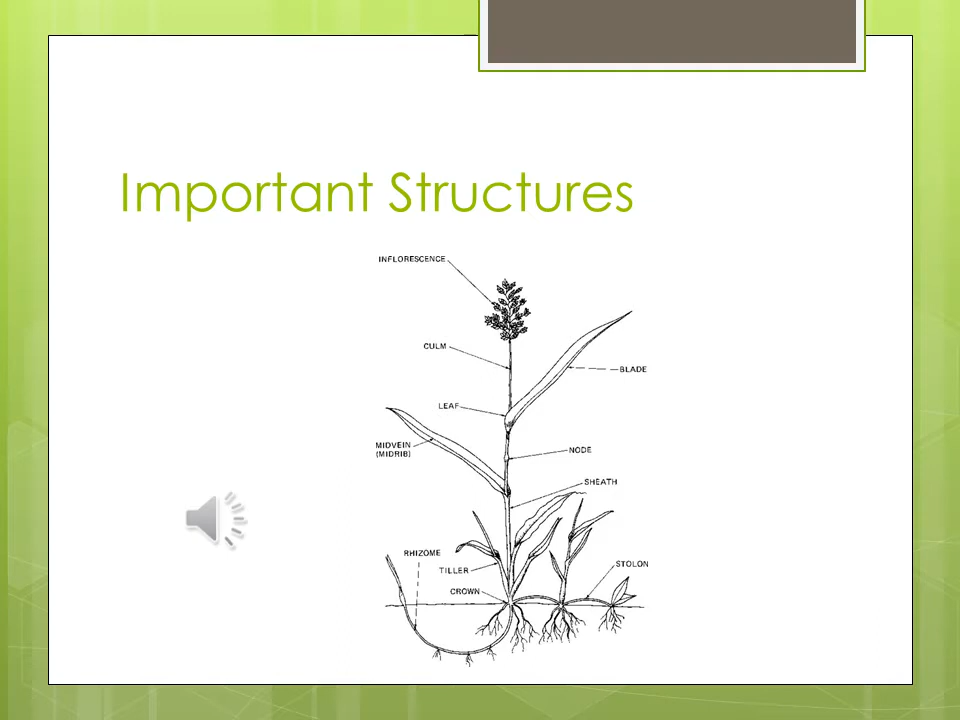 Important Structures
INFLORESCENCE
CULM
BLADE
LEAF
MIDVEIN
(MIDRIB)
NODE
SHEATH
RHIZOME
TILLER
STOLON
CROWN